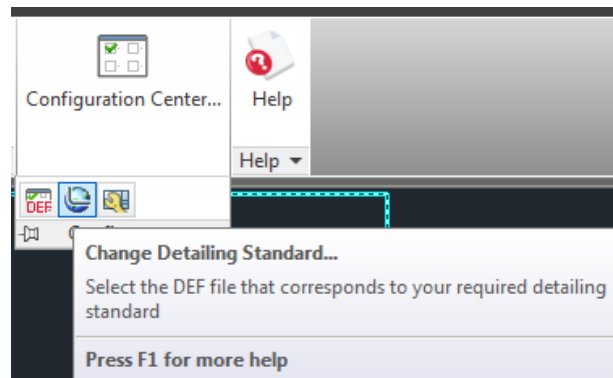 Configuration Center...
Help
Help
DEF
Change Detailing Standard...
Select the DEF file that corresponds to your required detailing
standard
Press F1 for more help